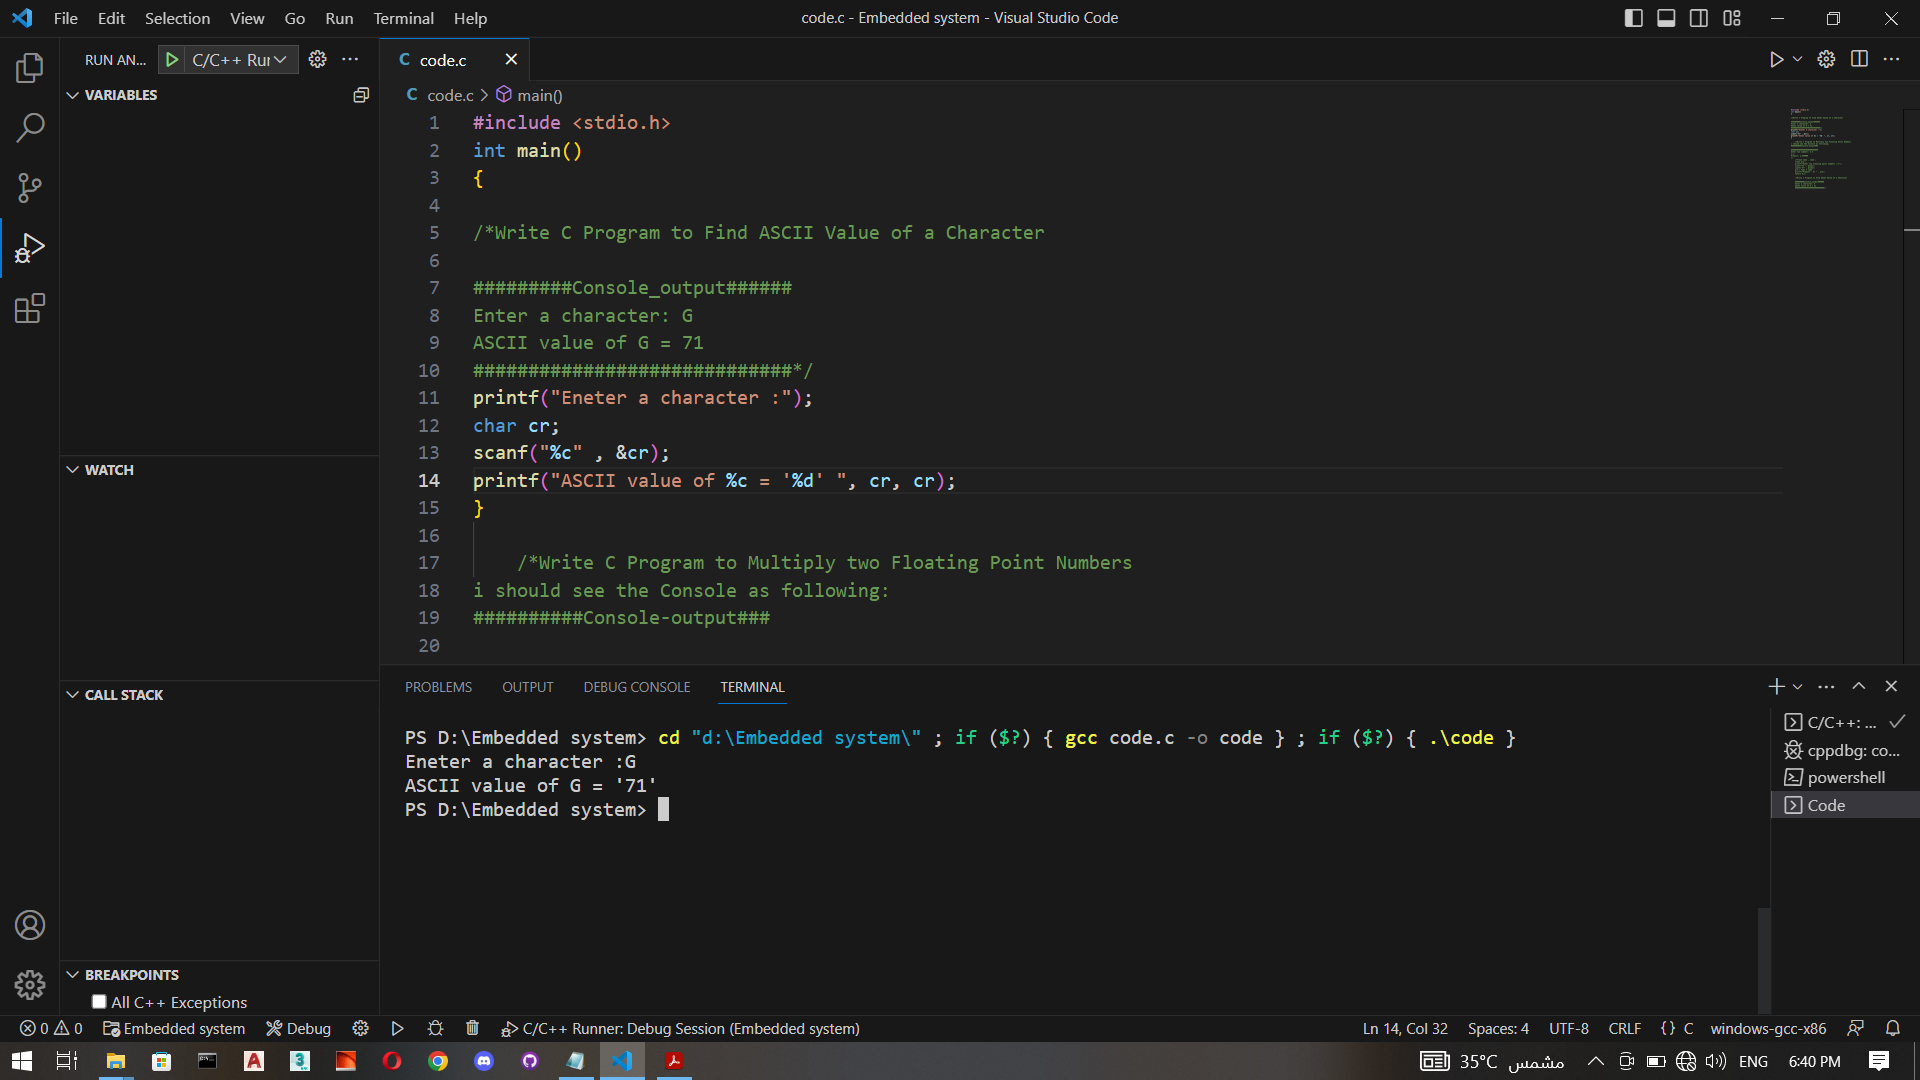 File Edit Selection View Go Run Terminal Help
code.c - Embedded system - Visual Studio Code
RUN AN... C/C++ Rur
code.c
VARIABLES
code.c > main()
1 #include <stdio.h>
2 int main()
3 {
4
5 /*Write C Program to Find ASCII Value of a Character
6
7 #########Console_output######
8 Enter a character: G
9 ASCII value of G = 71
10 #############################*/
11 printf("Eneter a character :");
12 char cr;
13 scanf("%c" , &cr);
14 printf("ASCII value of %c = '%d' ", cr, cr);
15 }
16
17 /*Write C Program to Multiply two Floating Point Numbers
18 i should see the Console as following:
19 ##########Console-output###
20
WATCH
CALL STACK
BREAKPOINTS
All C++ Exceptions
PROBLEMS OUTPUT DEBUG CONSOLE TERMINAL
PS D:\Embedded system> cd "d:\Embedded system\" ; if ($?) { gcc code.c -o code } ; if ($?) { .\code }
Eneter a character :G
ASCII value of G = '71'
PS D:\Embedded system>
C/C++: ...
cppdbg: co...
powershell
Code
0 0 Embedded system Debug C/C++ Runner: Debug Session (Embedded system) Ln 14, Col 32 Spaces: 4 UTF-8 CRLF {} C windows-gcc-x86
35°C مشمس ENG 6:40 PM